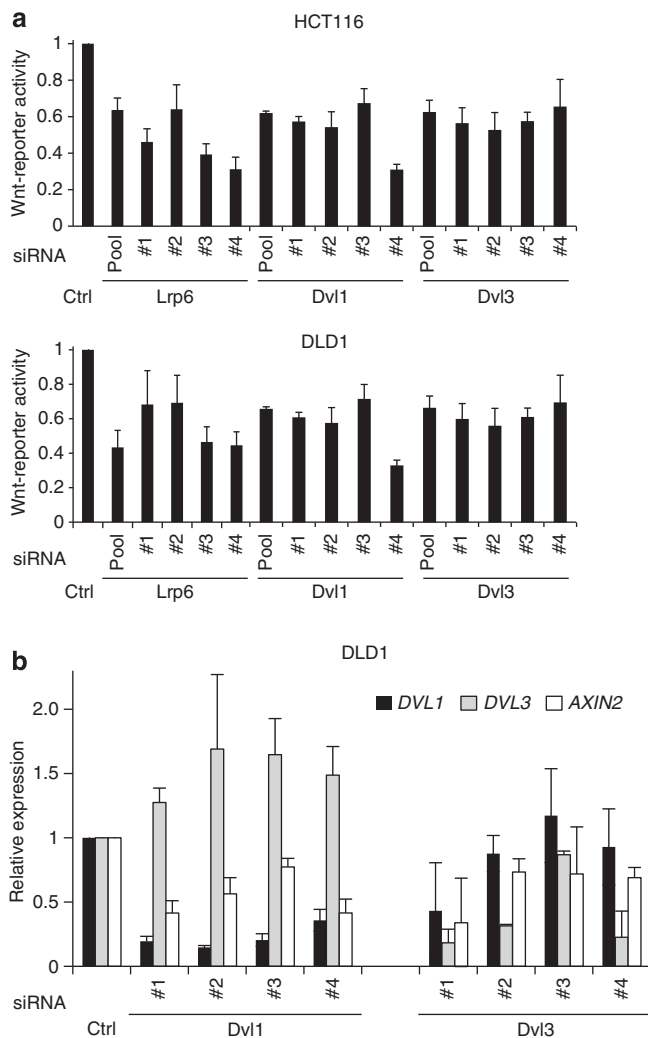 a
HCT116
Wnt-reporter activity
1
0.8
0.6
0.4
0.2
0
siRNA
Pool #1 #2 #3 #4 Pool #1 #2 #3 #4 Pool #1 #2 #3 #4
Ctrl Lrp6 Dvl1 Dvl3
DLD1
Wnt-reporter activity
1
0.8
0.6
0.4
0.2
0
siRNA
Pool #1 #2 #3 #4 Pool #1 #2 #3 #4 Pool #1 #2 #3 #4
Ctrl Lrp6 Dvl1 Dvl3
b
DLD1
DVL1 DVL3 AXIN2
Relative expression
2.0
1.5
1
0.5
0
siRNA
#1 #2 #3 #4 #1 #2 #3 #4
Ctrl Dvl1 Dvl3